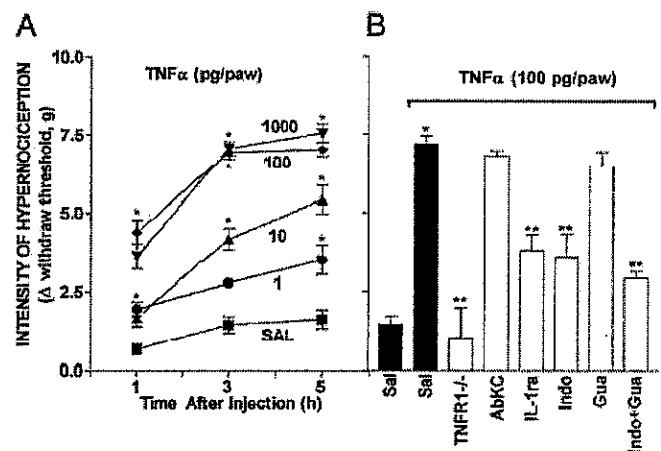 A
B
INTENSITY OF HYPERNOCICEPTION
(Δ withdraw threshold, g)
10.0
7.5
5.0
2.5
0.0
TNFα (pg/paw)
1000
100
10
1
SAL
1
3
5
Time After Injection (h)
TNFα (100 pg/paw)
*
**
Sal
Sal
TNFR1-/-
AbKC
IL-1ra
Indo
Gua
Indo+Gua